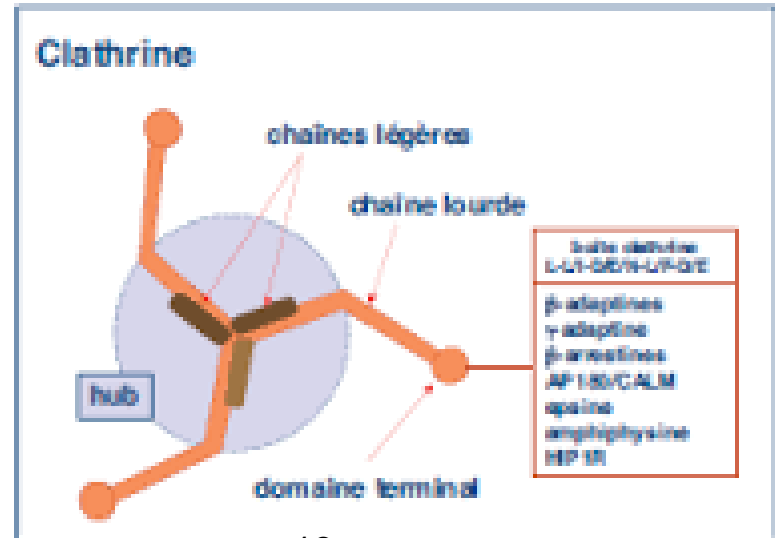 Clathrine
chaînes légères
chaîne lourde
boîte clathrine
β-adaptines
γ-adaptine
β-arrestines
AP180/CALM
epsine
amphiphysine
HIP1R
hub
domaine terminal